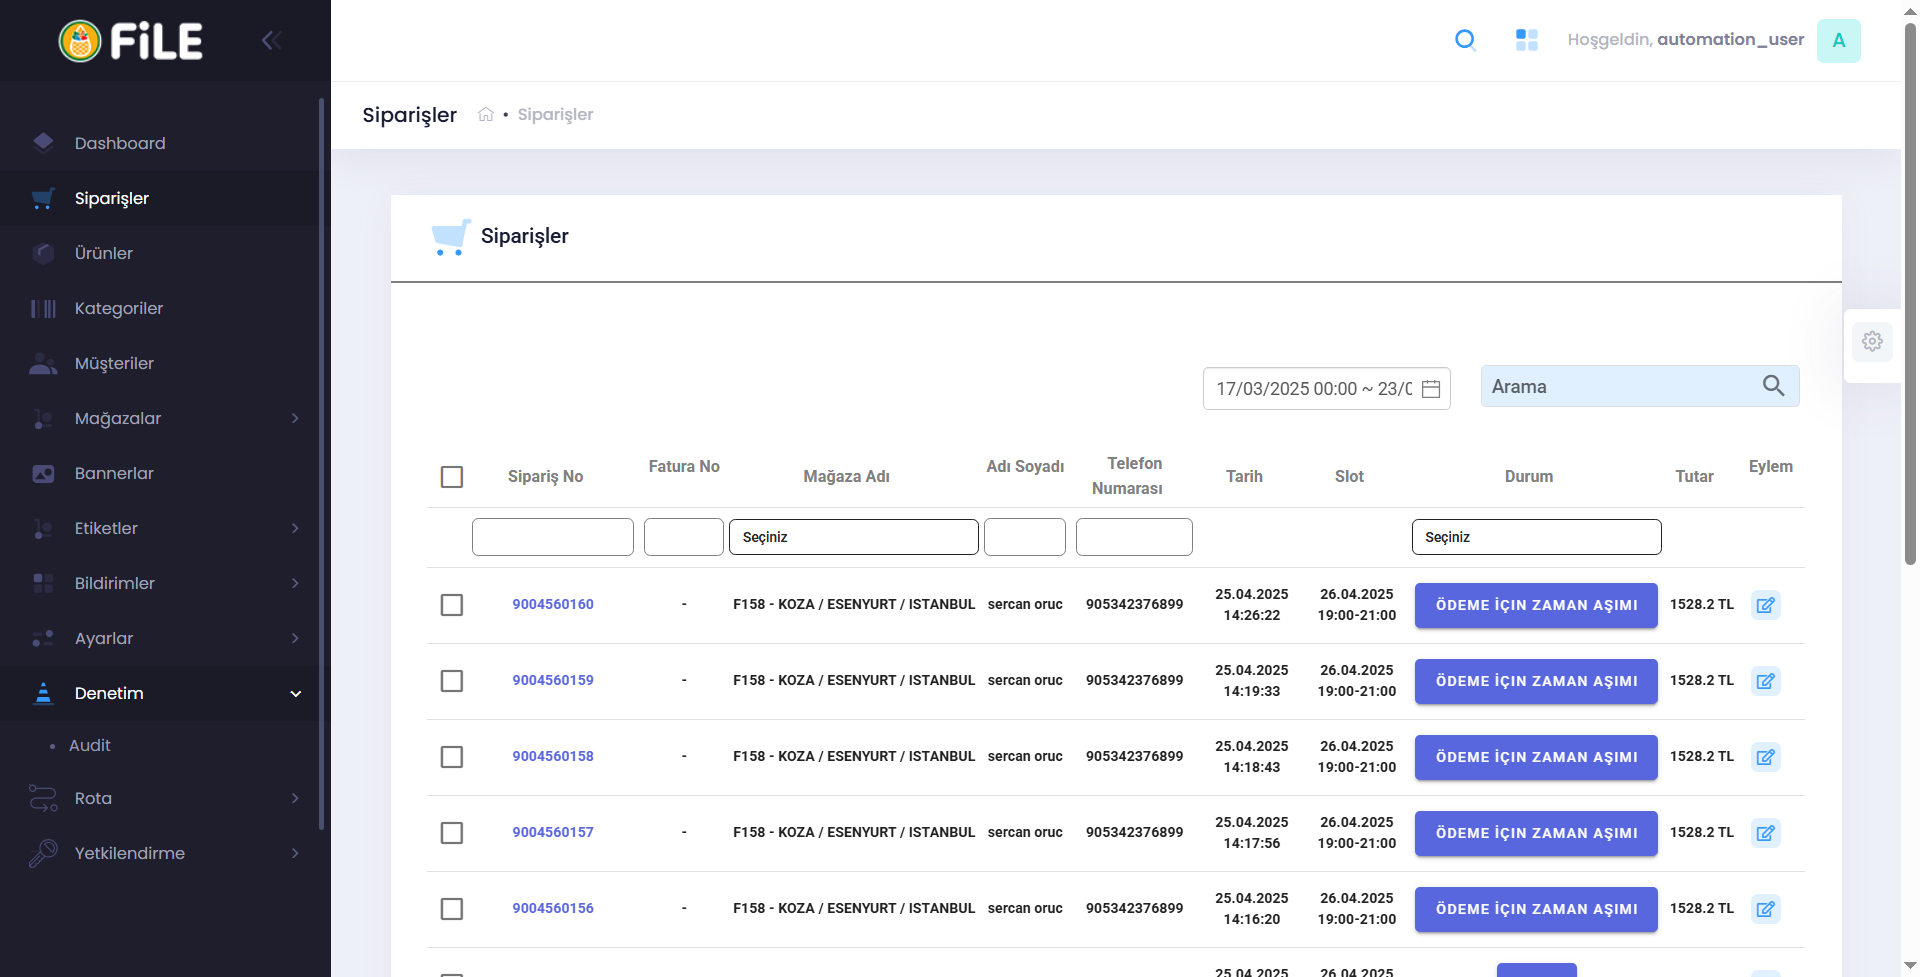 FiLE
Hoşgeldin, automation_user
A
Siparişler
Siparişler
Dashboard
Siparişler
Ürünler
Kategoriler
Müşteriler
Mağazalar
Bannerlar
Etiketler
Bildirimler
Ayarlar
Denetim
Audit
Rota
Yetkilendirme
Siparişler
17/03/2025 00:00 ~ 23/0
Arama
Sipariş No
Fatura No
Mağaza Adı
Adı Soyadı
Telefon
Numarası
Tarih
Slot
Durum
Tutar
Eylem
Seçiniz
Seçiniz
9004560160
-
F158 - KOZA / ESENYURT / ISTANBUL
sercan oruc
905342376899
25.04.2025
14:26:22
26.04.2025
19:00-21:00
ÖDEME İÇIN ZAMAN AŞIMI
1528.2 TL
9004560159
-
F158 - KOZA / ESENYURT / ISTANBUL
sercan oruc
905342376899
25.04.2025
14:19:33
26.04.2025
19:00-21:00
ÖDEME İÇIN ZAMAN AŞIMI
1528.2 TL
9004560158
-
F158 - KOZA / ESENYURT / ISTANBUL
sercan oruc
905342376899
25.04.2025
14:18:43
26.04.2025
19:00-21:00
ÖDEME İÇIN ZAMAN AŞIMI
1528.2 TL
9004560157
-
F158 - KOZA / ESENYURT / ISTANBUL
sercan oruc
905342376899
25.04.2025
14:17:56
26.04.2025
19:00-21:00
ÖDEME İÇIN ZAMAN AŞIMI
1528.2 TL
9004560156
-
F158 - KOZA / ESENYURT / ISTANBUL
sercan oruc
905342376899
25.04.2025
14:16:20
26.04.2025
19:00-21:00
ÖDEME İÇIN ZAMAN AŞIMI
1528.2 TL
25.04.2025
26.04.2025